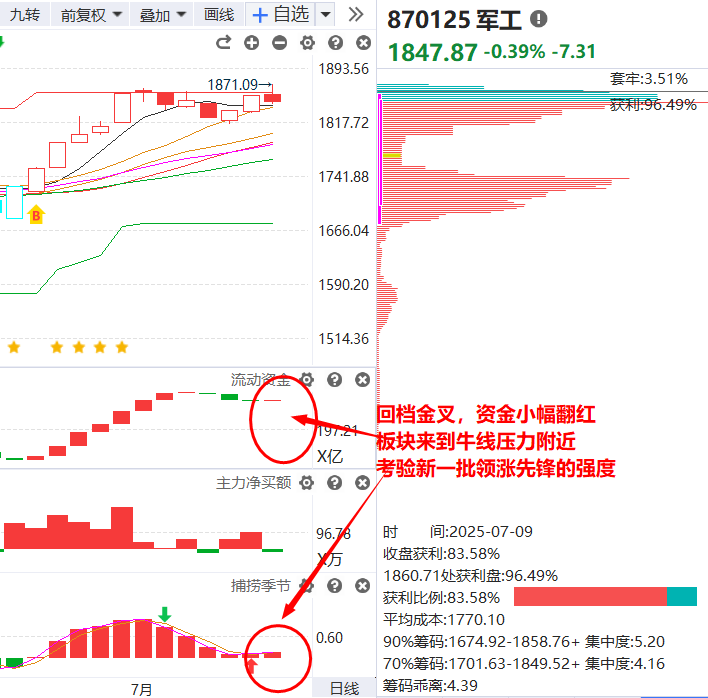 九转 前复权 叠加 画线 +自选
870125 军工
1847.87 -0.39% -7.31
1893.56
1871.09→
套牢:3.51%
获利:96.49%
1817.72
1741.88
B
1666.04
1590.20
1514.36
流动资金
197.21
X亿
回档金叉，资金小幅翻红
板块来到牛线压力附近
考验新一批领涨先锋的强度
主力净买额
96.78
X万
时 间:2025-07-09
收盘获利:83.58%
1860.71处获利盘:96.49%
获利比例:83.58%
平均成本:1770.10
90%筹码:1674.92-1858.76+ 集中度:5.20
70%筹码:1701.63-1849.52+ 集中度:4.16
筹码乖离:4.39
捕捞季节
0.60
7月
日线